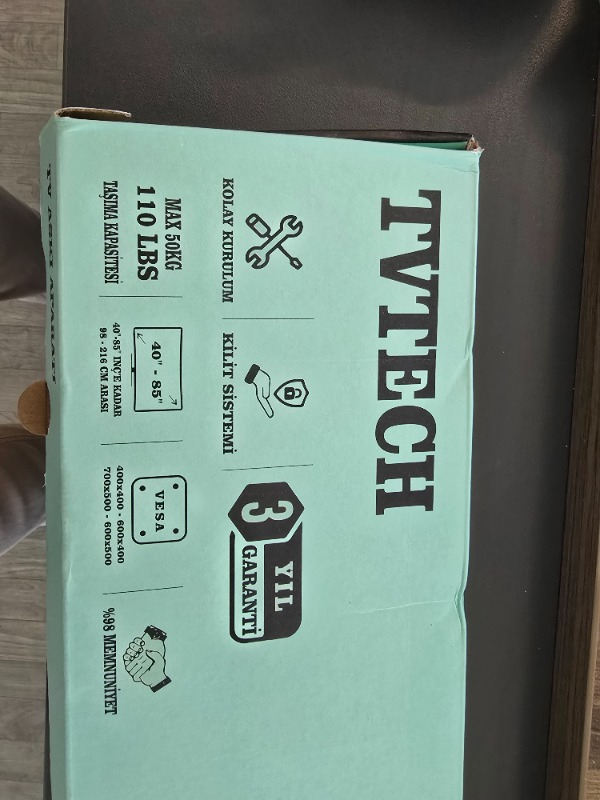 TVTECH
KOLAY KURULUM
KİLİT SİSTEMİ
3 YIL
GARANTİ
MAX 50KG
110 LBS
TAŞIMA KAPASİTESİ
40" - 85"
40"-85" İNÇ'E KADAR
98 - 216 CM ARASI
VESA
400x400 - 600x400
700x500 - 600x500
%98 MEMNUNİYET
TV ASKI APARATI